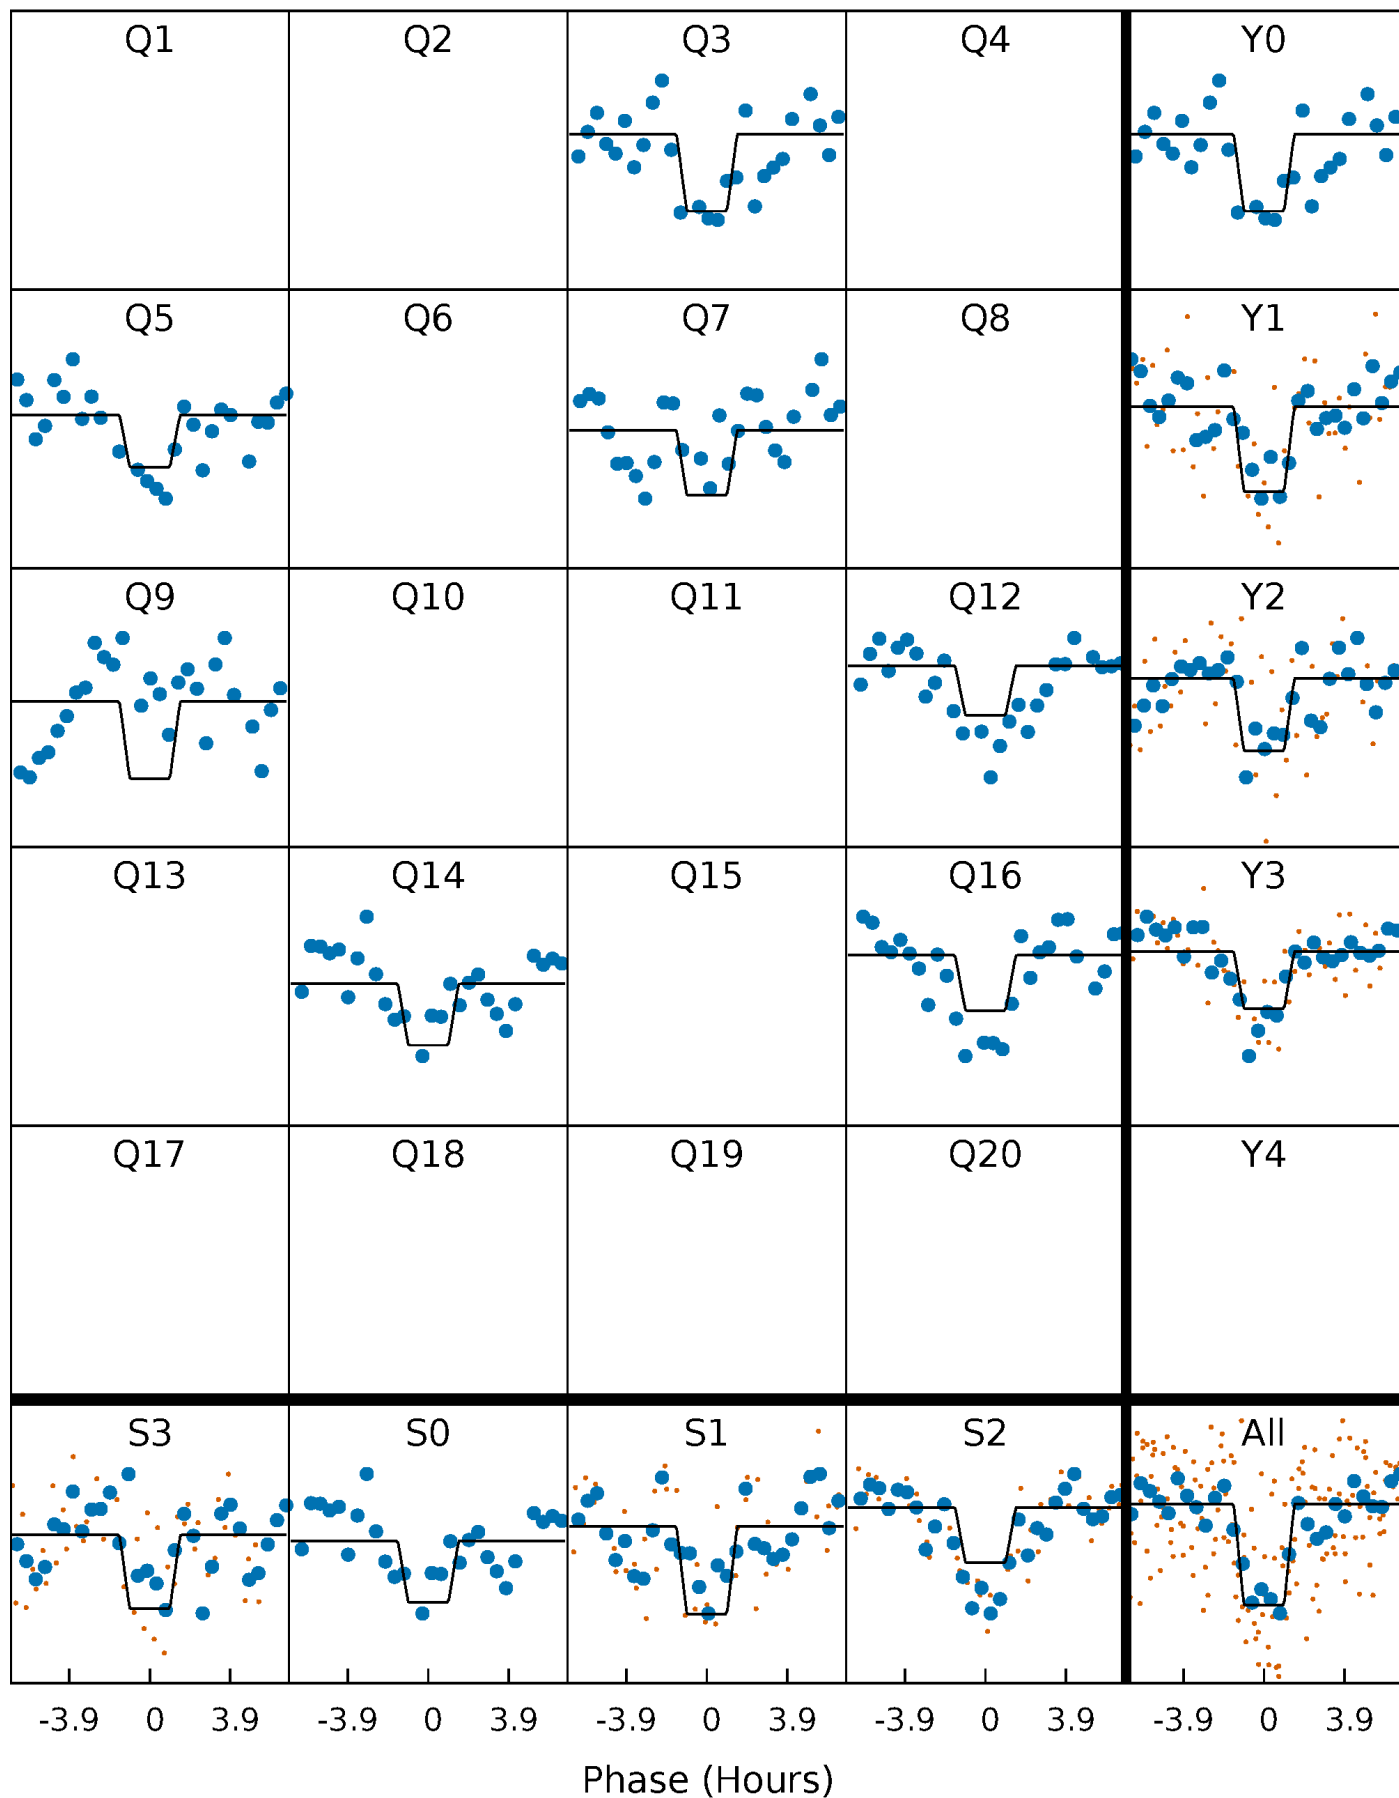 Q1 Q2 Q3 Q4 Y0
Q5 Q6 Q7 Q8 Y1
Q9 Q10 Q11 Q12 Y2
Q13 Q14 Q15 Q16 Y3
Q17 Q18 Q19 Q20 Y4
S3 S0 S1 S2 All
-3.9 0 3.9 -3.9 0 3.9 -3.9 0 3.9 -3.9 0 3.9 -3.9 0 3.9
Phase (Hours)